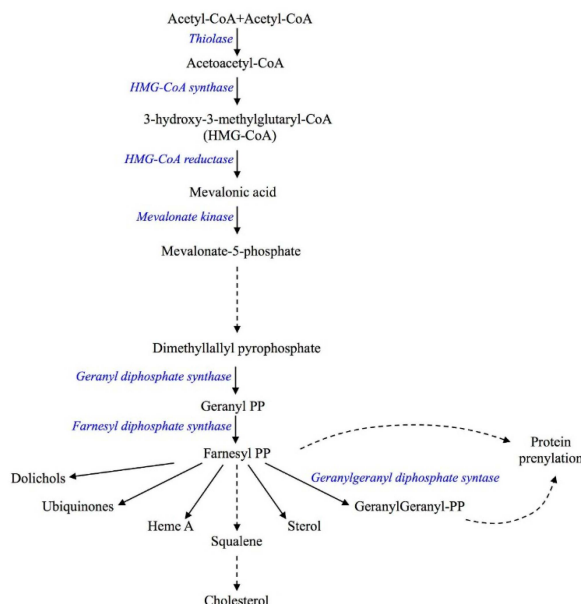 Acetyl-CoA+Acetyl-CoA
Thiolase
Acetoacetyl-CoA
HMG-CoA synthase
3-hydroxy-3-methylglutaryl-CoA
(HMG-CoA)
HMG-CoA reductase
Mevalonic acid
Mevalonate kinase
Mevalonate-5-phosphate
Dimethyllallyl pyrophosphate
Geranyl diphosphate synthase
Geranyl PP
Farnesyl diphosphate synthase
Farnesyl PP
Protein
prenylation
Geranylgeranyl diphosphate syntase
Dolichols
Ubiquinones
Heme A
Squalene
Sterol
GeranylGeranyl-PP
Cholesterol